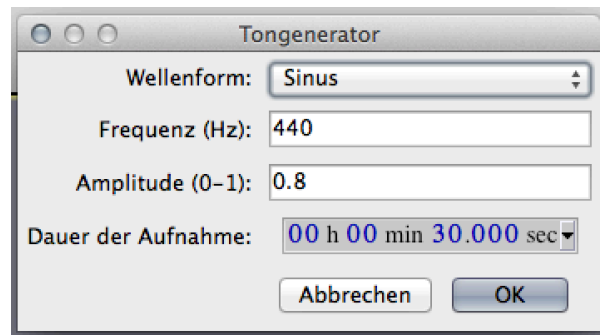 Tongenerator
Wellenform: Sinus
Frequenz (Hz): 440
Amplitude (0-1): 0.8
Dauer der Aufnahme: 00 h 00 min 30.000 sec
Abbrechen OK